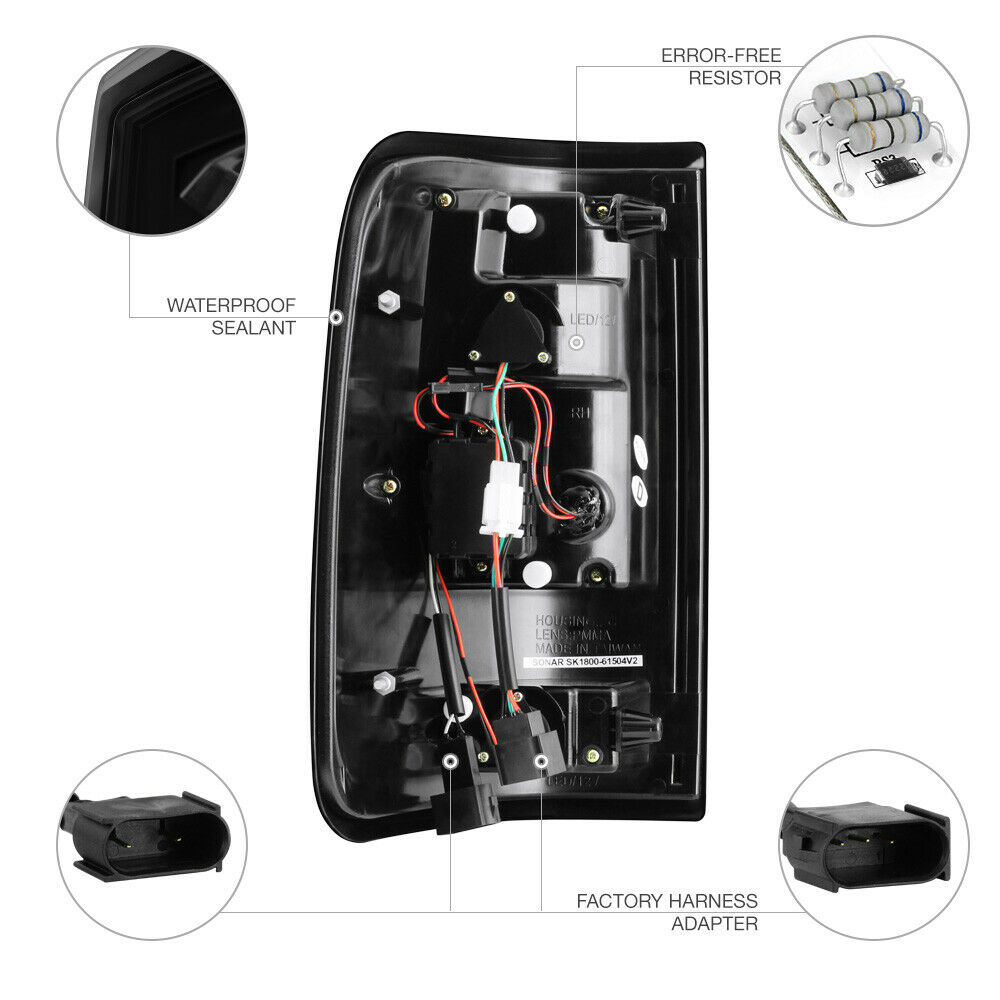 ERROR-FREE
RESISTOR
WATERPROOF
SEALANT
LED/12V
RH
D
HOUSING:
LENS:PMMA
MADE IN TAIWAN
SONAR SK1800-61504V2
LED/12V
FACTORY HARNESS
ADAPTER